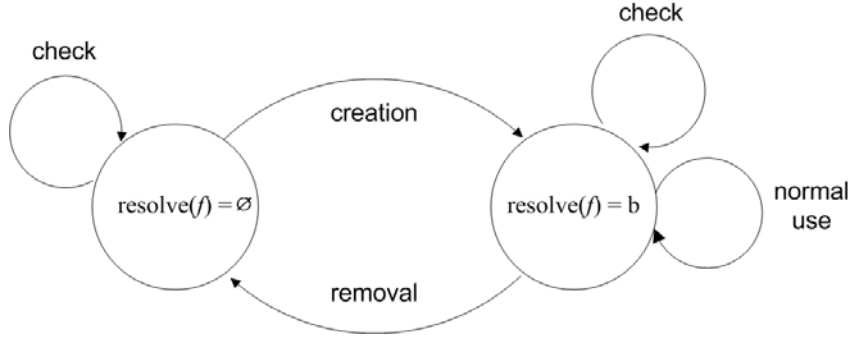 check
check
creation
resolve(f) = ∅
resolve(f) = b
normal
use
removal